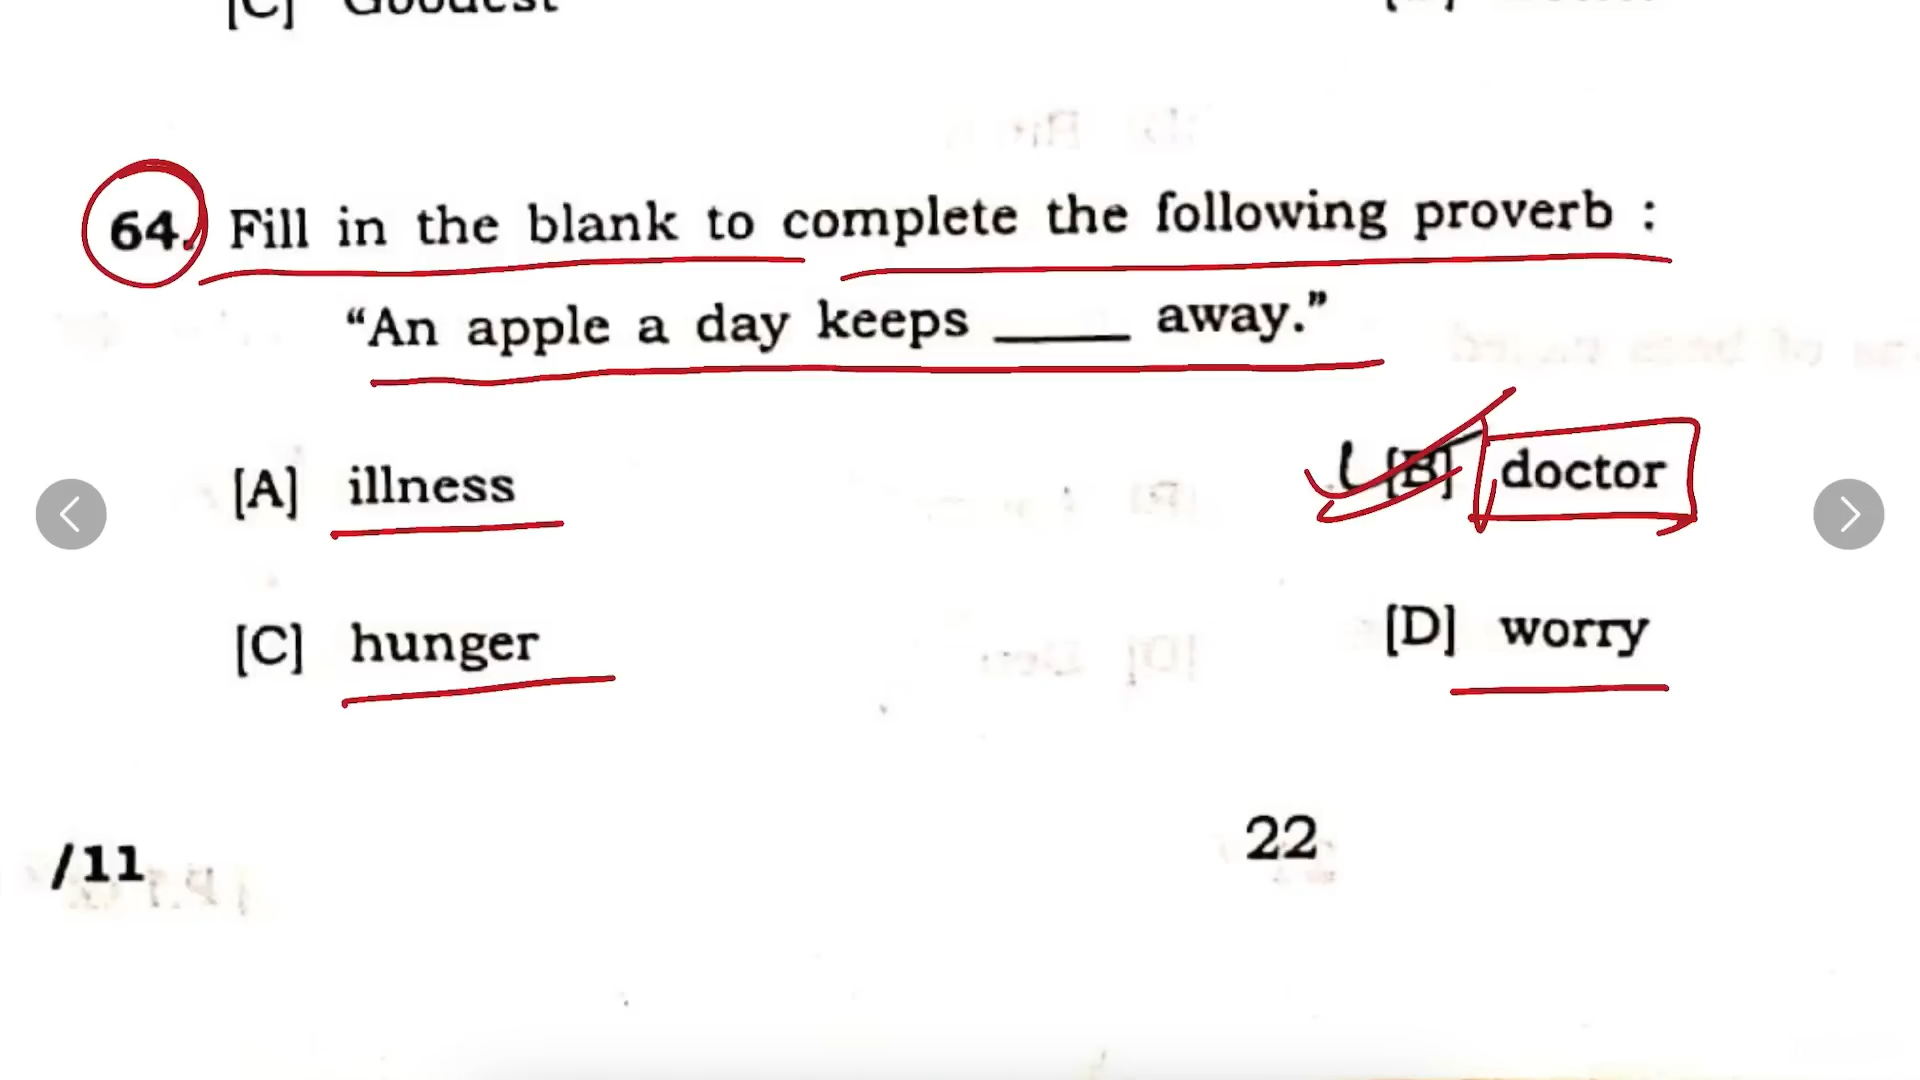 [C] Goodest
64. Fill in the blank to complete the following proverb :
“An apple a day keeps ____ away.”
[A] illness
[B] doctor
[C] hunger
[D] worry
/11
22